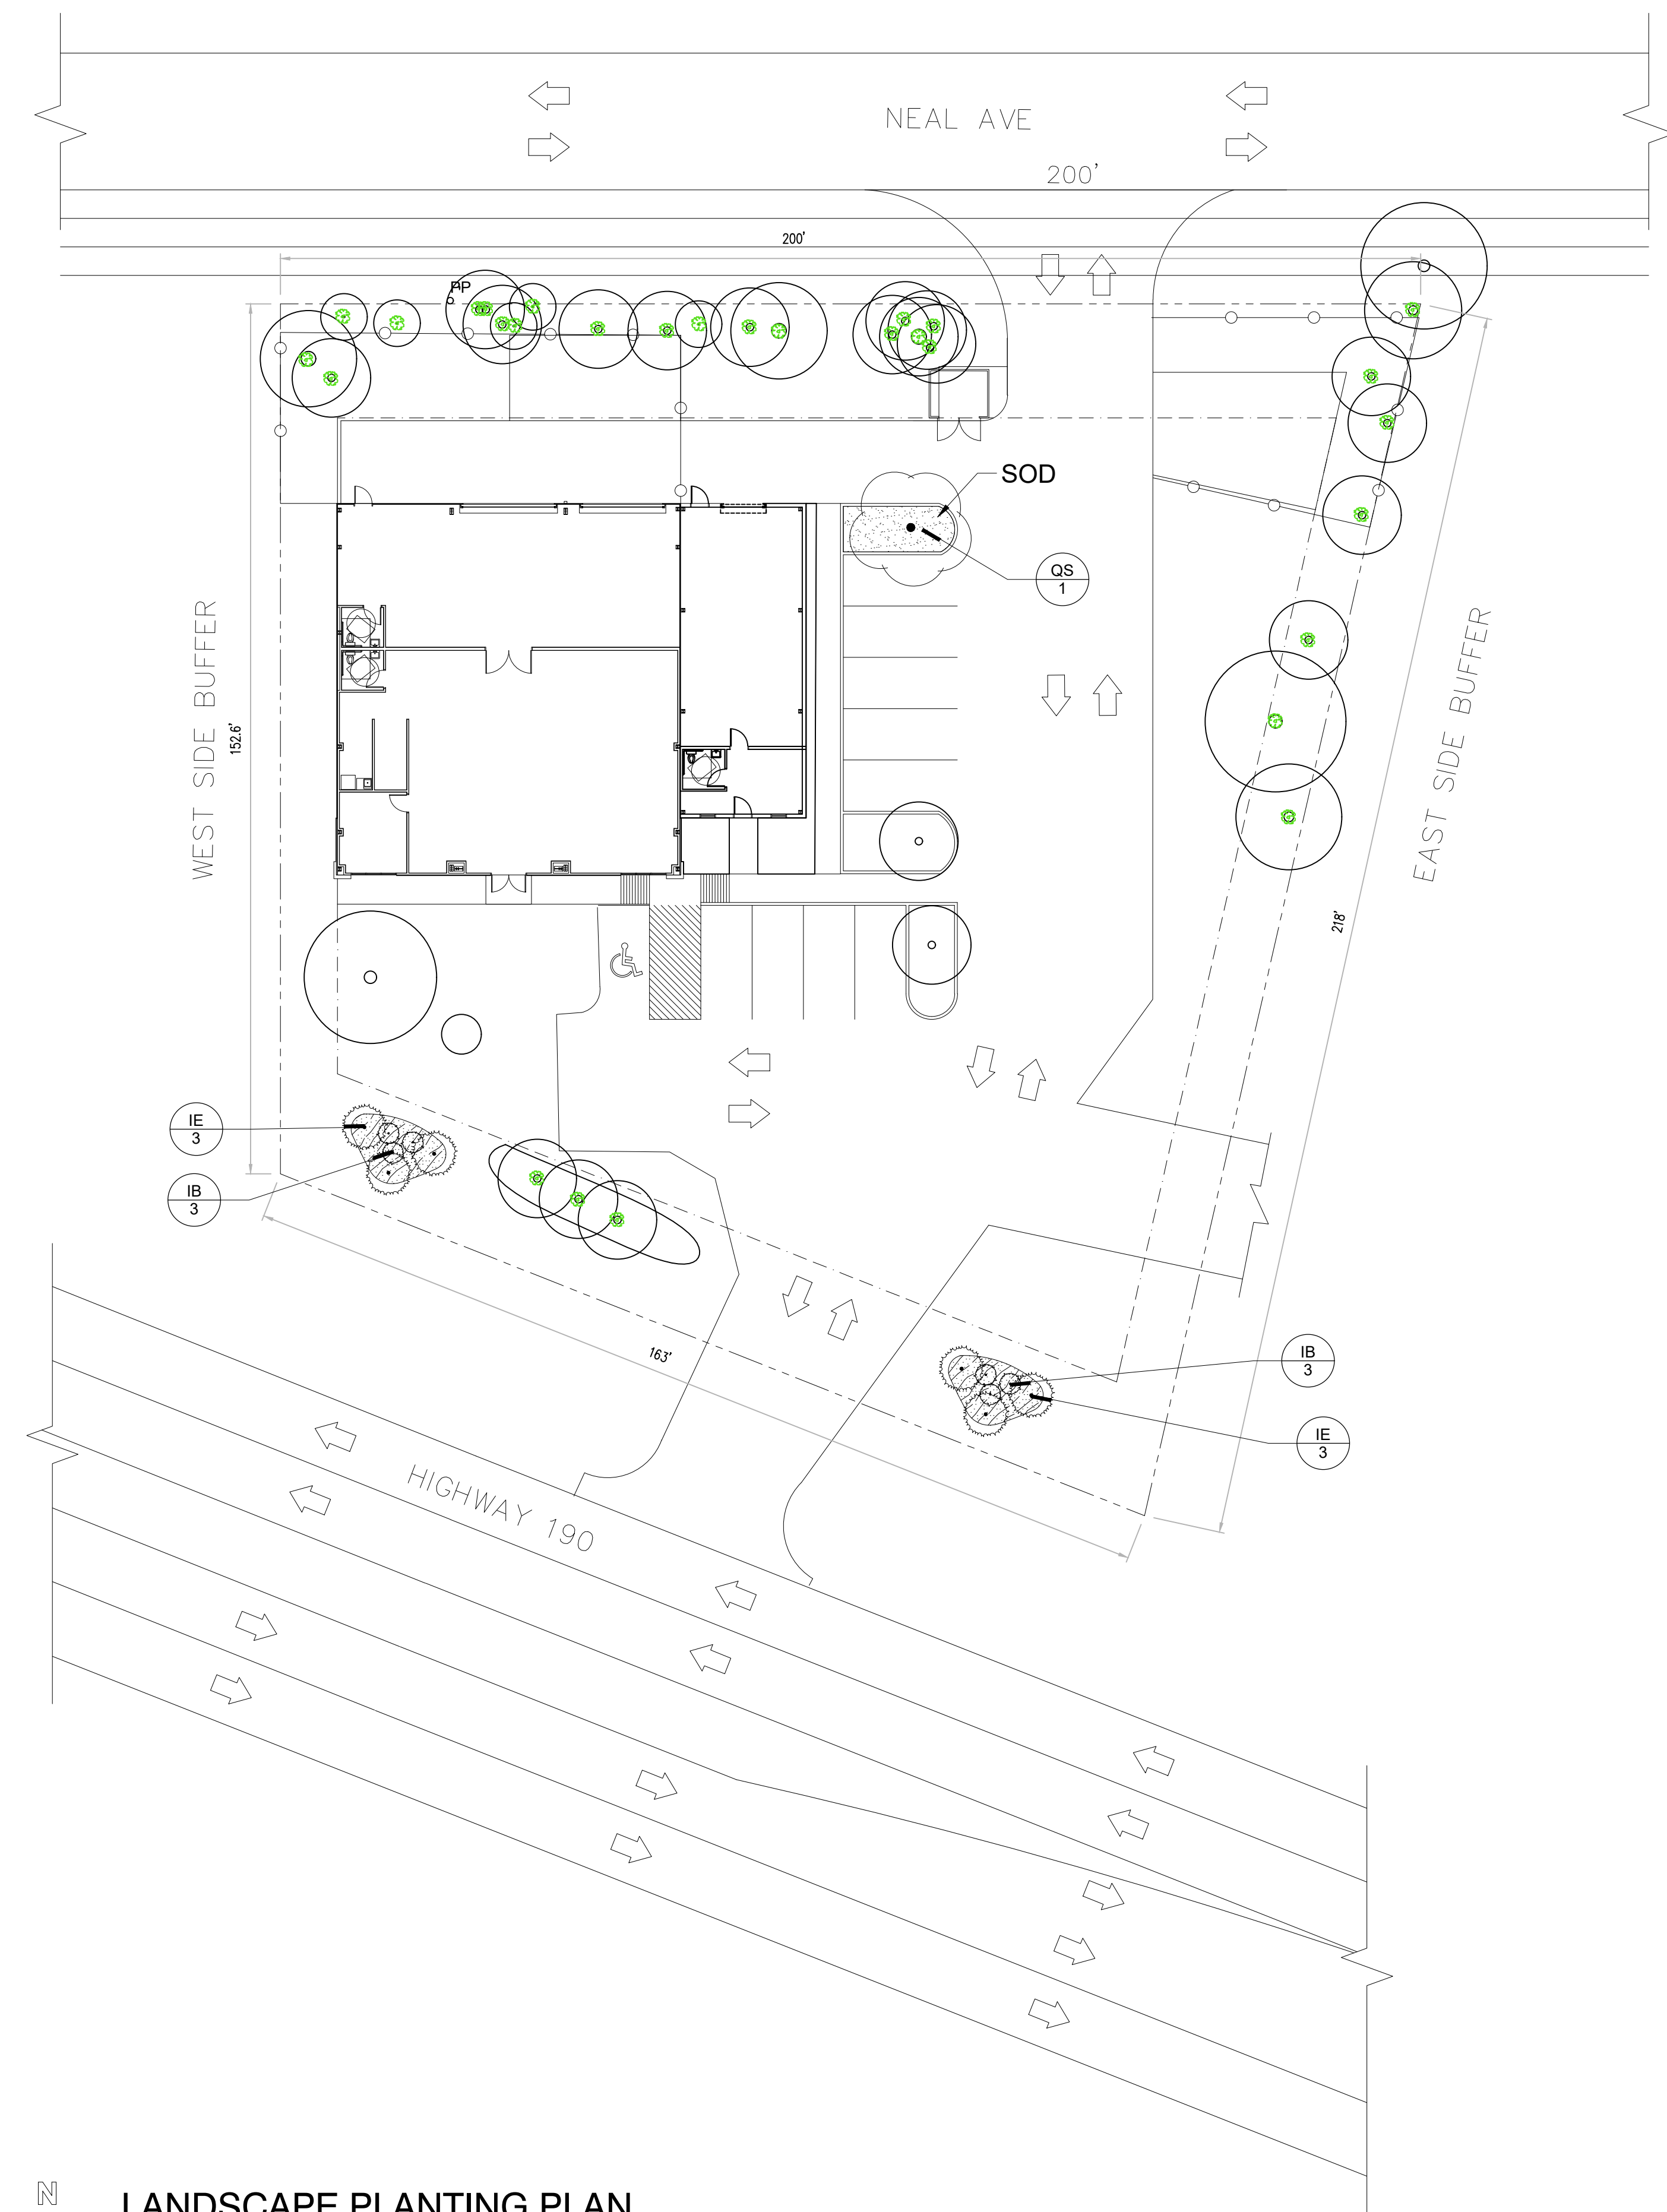 NEAL AVE
200'
200'
PP
SOD
QS
1
WEST SIDE BUFFER
152.6'
EAST SIDE BUFFER
218'
IE
3
IB
3
163'
IB
3
IE
3
HIGHWAY 190
N
LANDSCAPE PLANTING PLAN